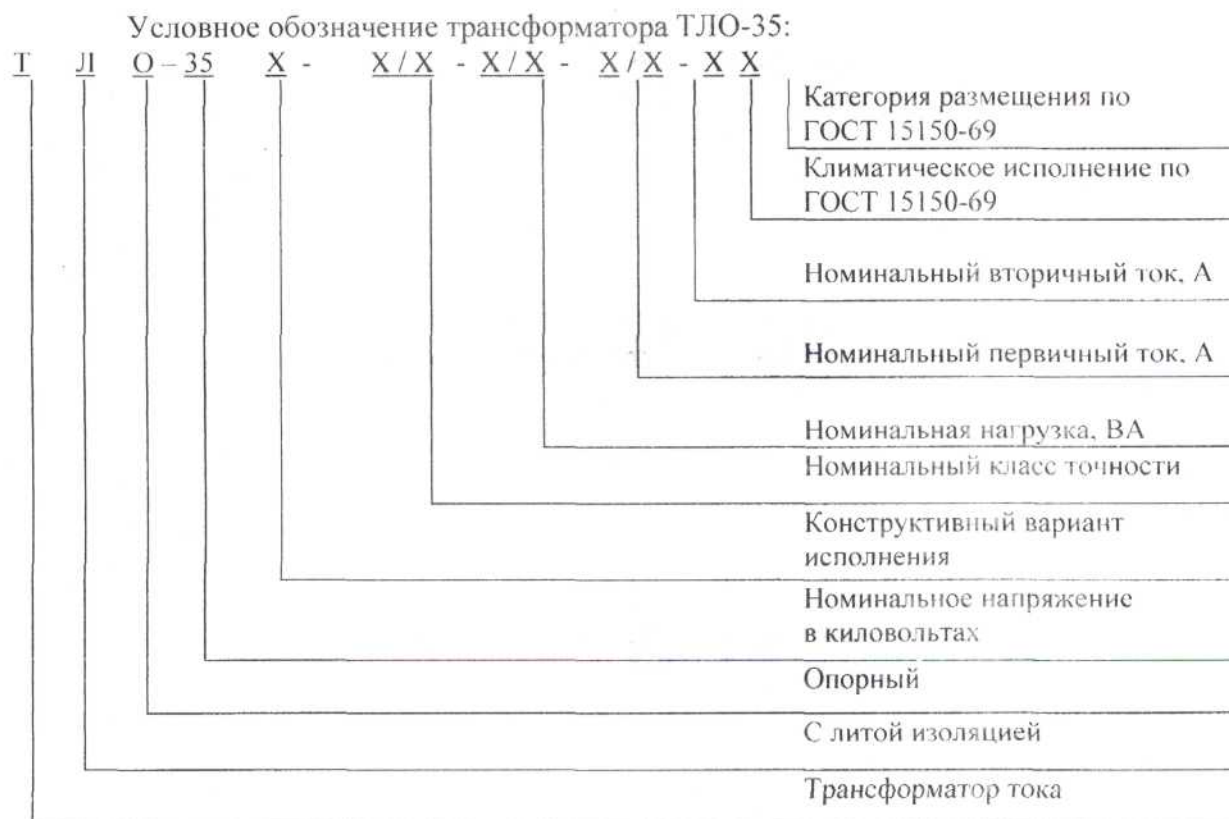 Условное обозначение трансформатора ТЛО-35:
Т Л О – 35 Х - Х / Х - Х / Х - Х / Х - Х Х
Категория размещения по
ГОСТ 15150-69
Климатическое исполнение по
ГОСТ 15150-69
Номинальный вторичный ток, А
Номинальный первичный ток, А
Номинальная нагрузка, ВА
Номинальный класс точности
Конструктивный вариант
исполнения
Номинальное напряжение
в киловольтах
Опорный
С литой изоляцией
Трансформатор тока